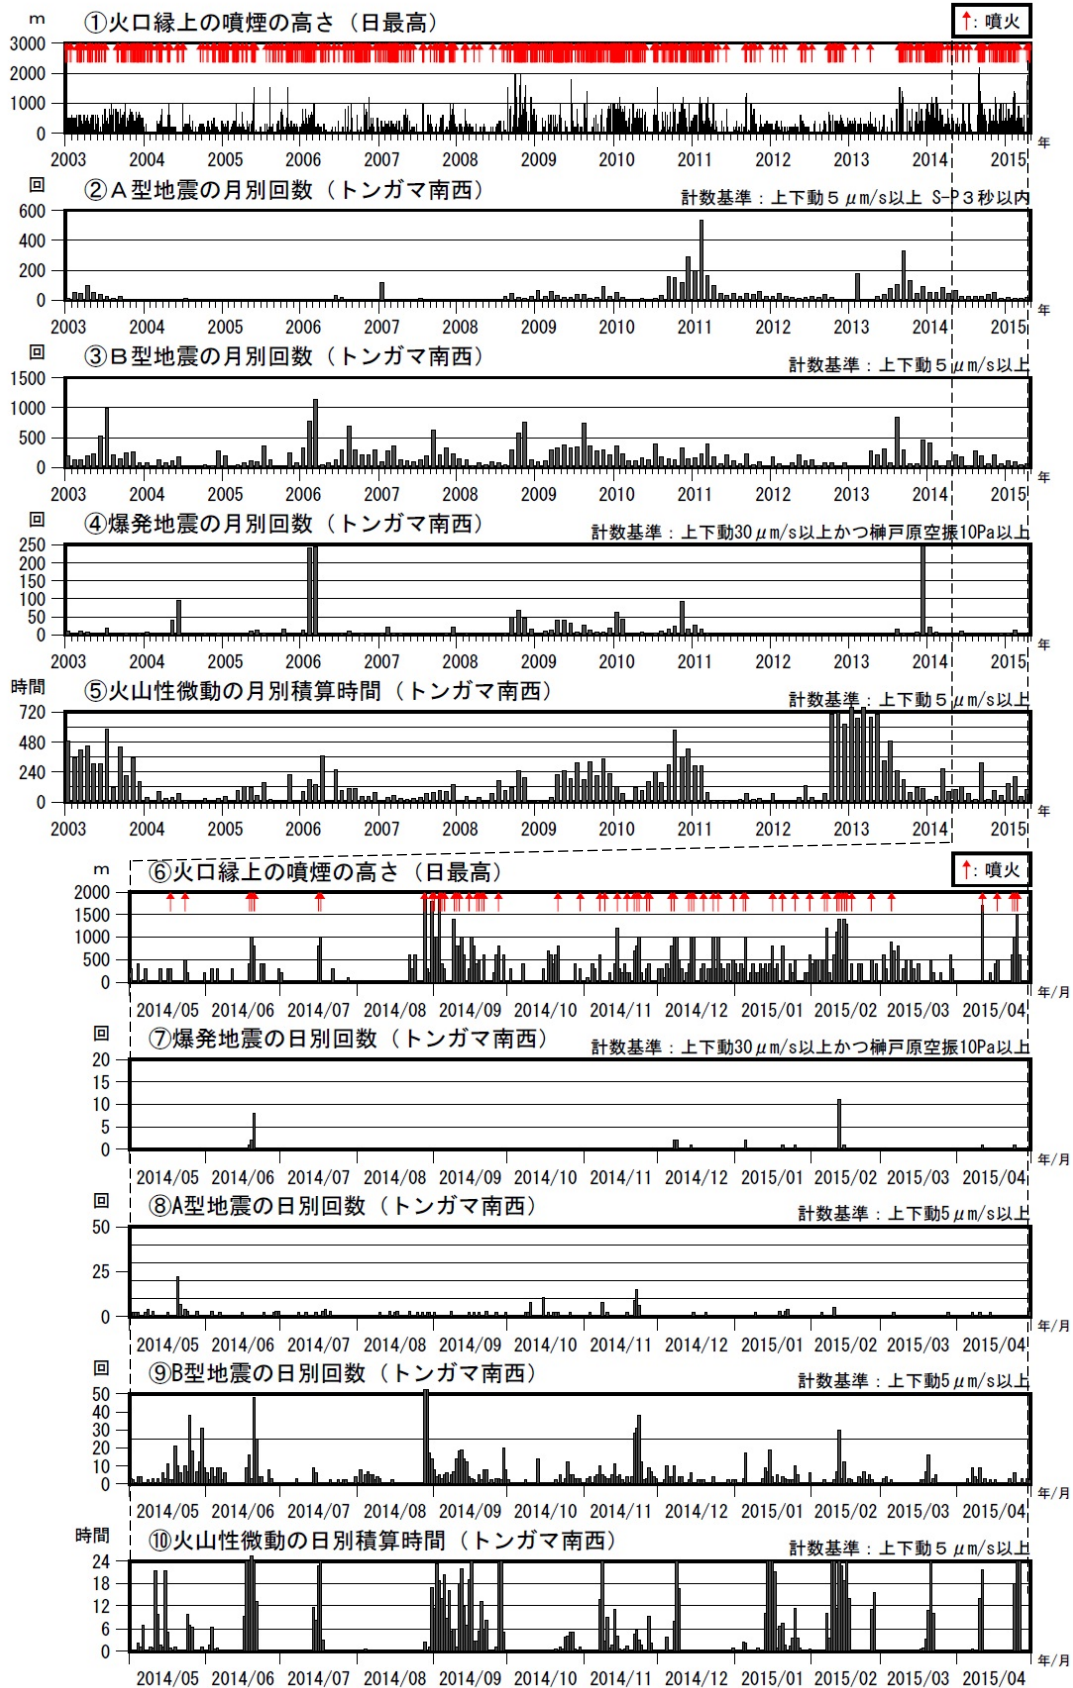 m ①火口縁上の噴煙の高さ（日最高） ↑：噴火
3000
2000
1000
0
2003 2004 2005 2006 2007 2008 2009 2010 2011 2012 2013 2014 2015 年
回 ②Ａ型地震の月別回数（トンガマ南西） 計数基準：上下動５μm/s以上 S-P３秒以内
600
400
200
0
2003 2004 2005 2006 2007 2008 2009 2010 2011 2012 2013 2014 2015 年
回 ③Ｂ型地震の月別回数（トンガマ南西） 計数基準：上下動５μm/s以上
1500
1000
500
0
2003 2004 2005 2006 2007 2008 2009 2010 2011 2012 2013 2014 2015 年
回 ④爆発地震の月別回数（トンガマ南西） 計数基準：上下動30μm/s以上かつ榊戸原空振10Pa以上
250
200
150
100
50
0
2003 2004 2005 2006 2007 2008 2009 2010 2011 2012 2013 2014 2015 年
時間 ⑤火山性微動の月別積算時間（トンガマ南西） 計数基準：上下動５μm/s以上
720
480
240
0
2003 2004 2005 2006 2007 2008 2009 2010 2011 2012 2013 2014 2015 年
m ⑥火口縁上の噴煙の高さ（日最高） ↑：噴火
2000
1500
1000
500
0
2014/05 2014/06 2014/07 2014/08 2014/09 2014/10 2014/11 2014/12 2015/01 2015/02 2015/03 2015/04 年/月
回 ⑦爆発地震の日別回数（トンガマ南西） 計数基準：上下動30μm/s以上かつ榊戸原空振10Pa以上
20
15
10
5
0
2014/05 2014/06 2014/07 2014/08 2014/09 2014/10 2014/11 2014/12 2015/01 2015/02 2015/03 2015/04 年/月
回 ⑧A型地震の日別回数（トンガマ南西） 計数基準：上下動5μm/s以上
50
25
0
2014/05 2014/06 2014/07 2014/08 2014/09 2014/10 2014/11 2014/12 2015/01 2015/02 2015/03 2015/04 年/月
回 ⑨B型地震の日別回数（トンガマ南西） 計数基準：上下動5μm/s以上
50
40
30
20
10
0
2014/05 2014/06 2014/07 2014/08 2014/09 2014/10 2014/11 2014/12 2015/01 2015/02 2015/03 2015/04 年/月
時間 ⑩火山性微動の日別積算時間（トンガマ南西） 計数基準：上下動５μm/s以上
24
18
12
6
0
2014/05 2014/06 2014/07 2014/08 2014/09 2014/10 2014/11 2014/12 2015/01 2015/02 2015/03 2015/04 年/月